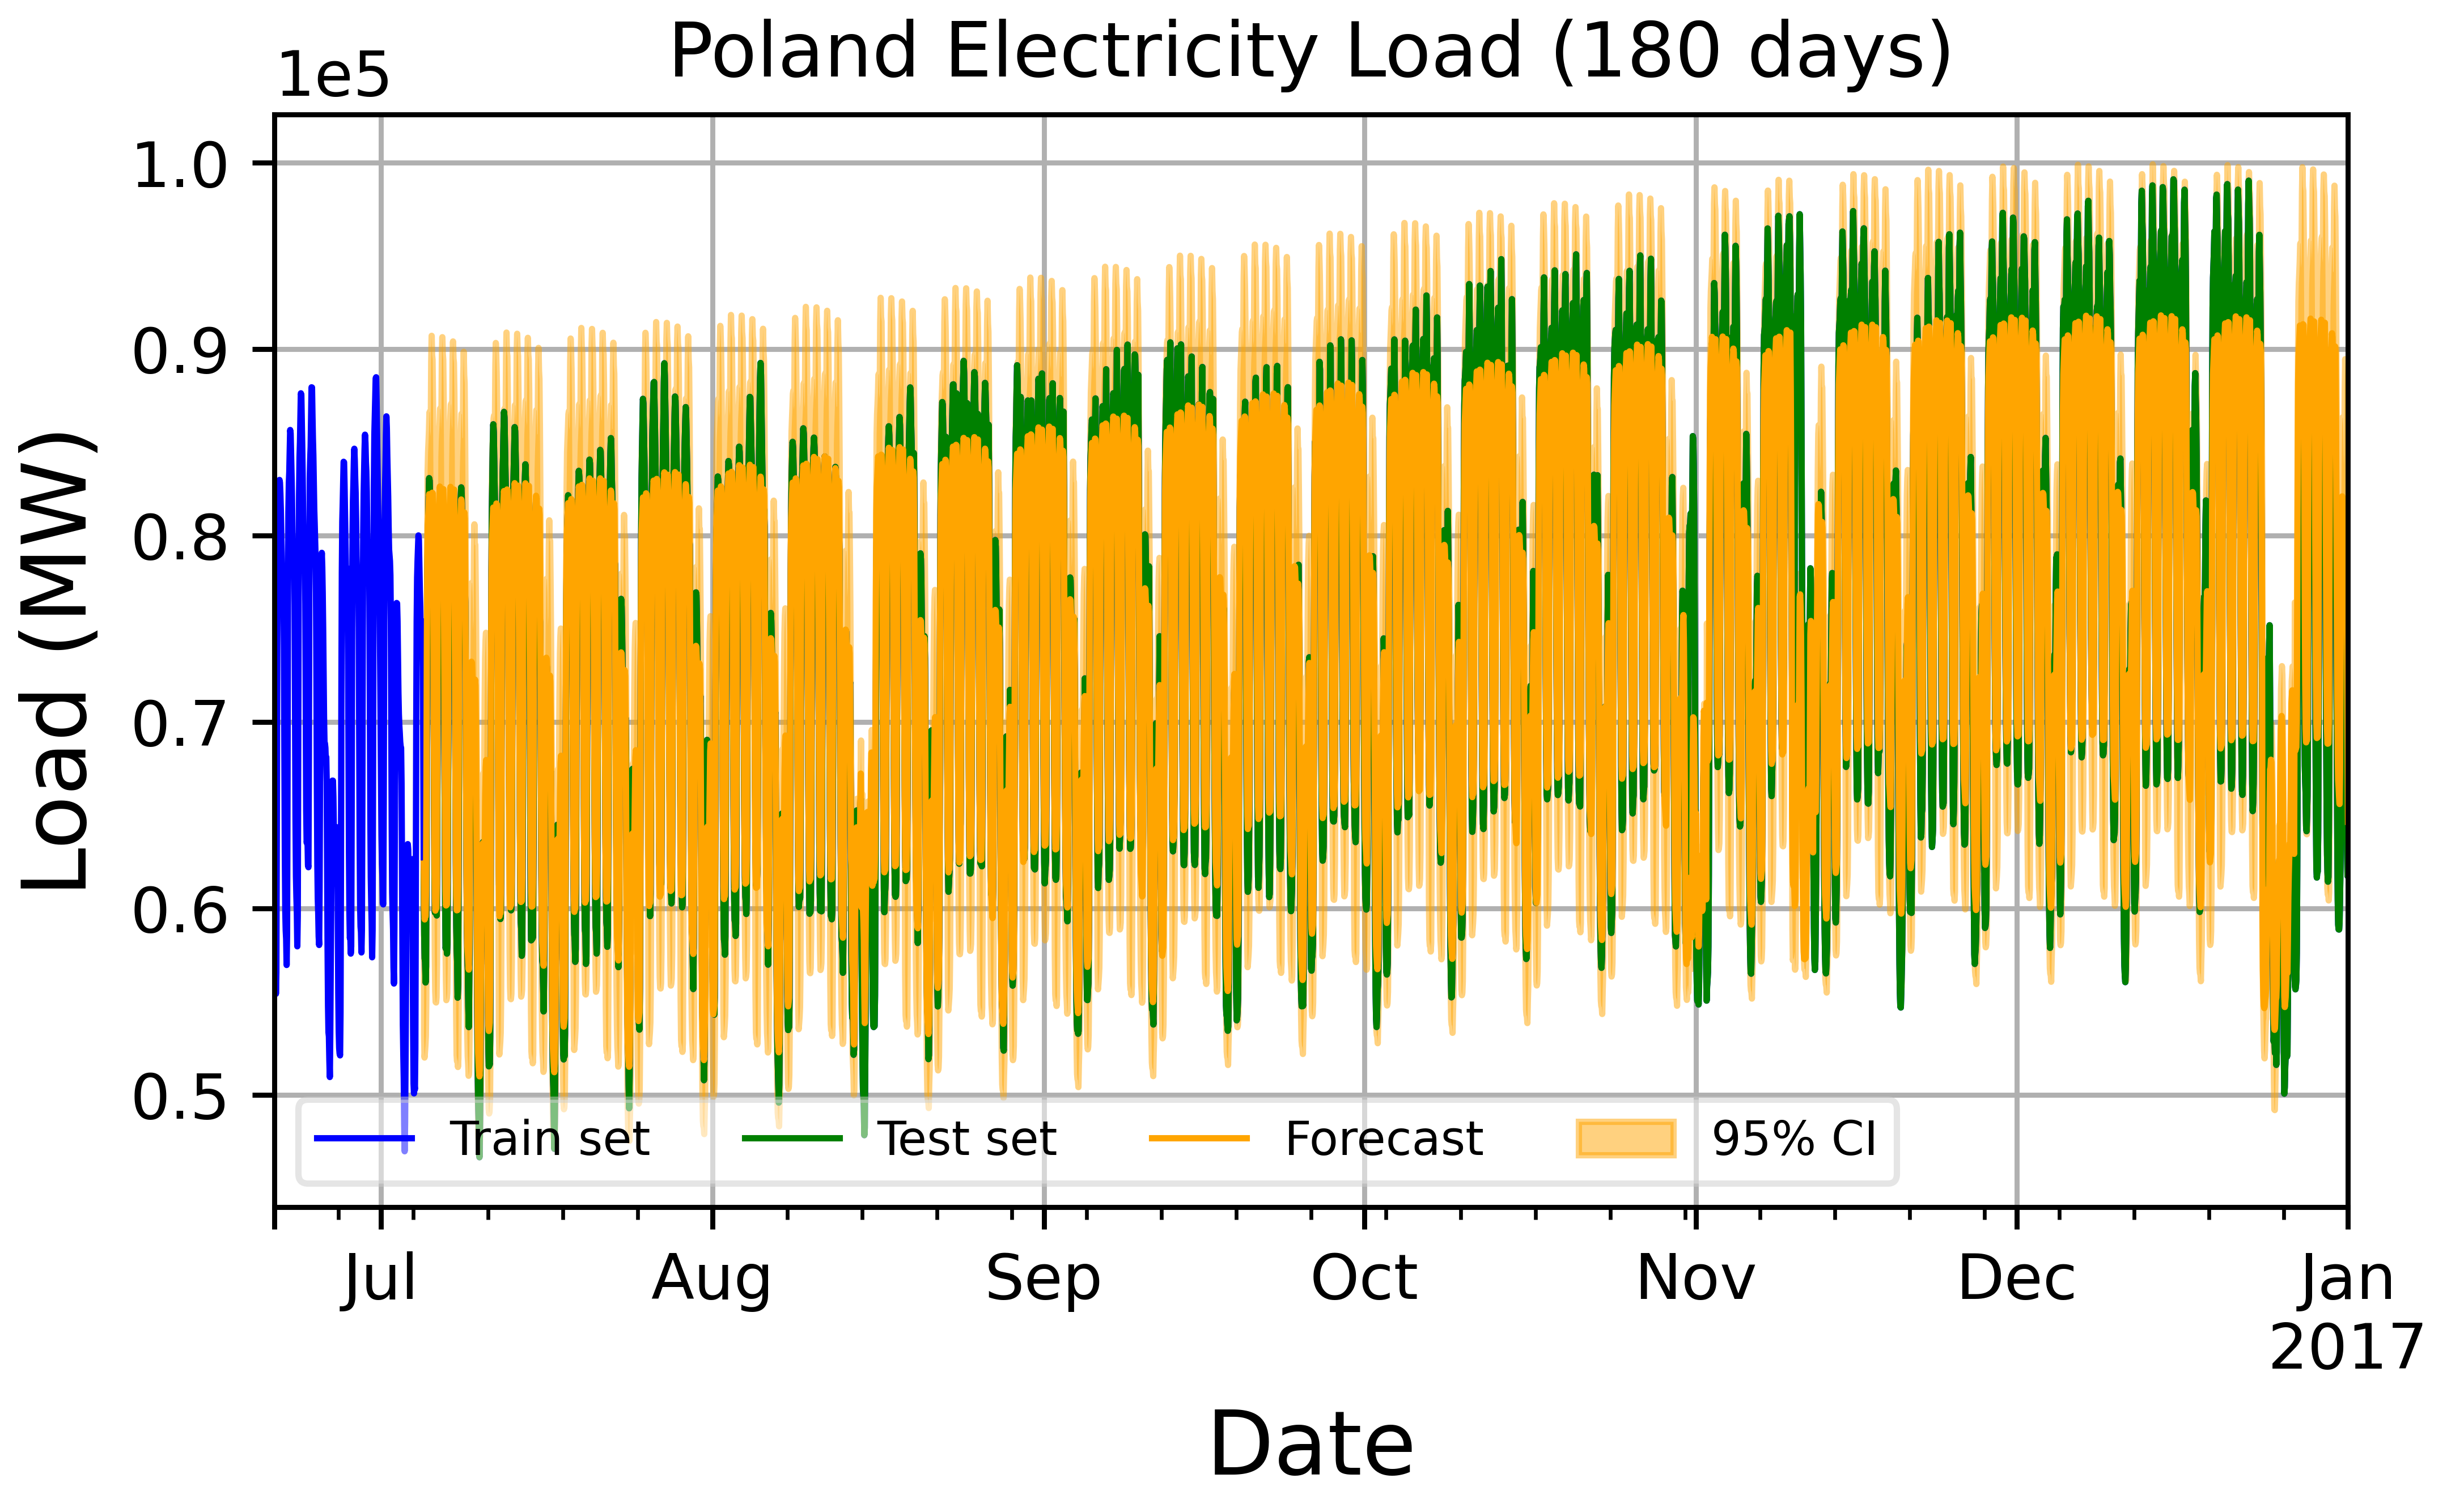 Poland Electricity Load (180 days)
1e5
1.0
0.9
0.8
0.7
0.6
0.5
Load (MW)
Train set
Test set
Forecast
95% CI
Jul
Aug
Sep
Oct
Nov
Dec
Jan
2017
Date